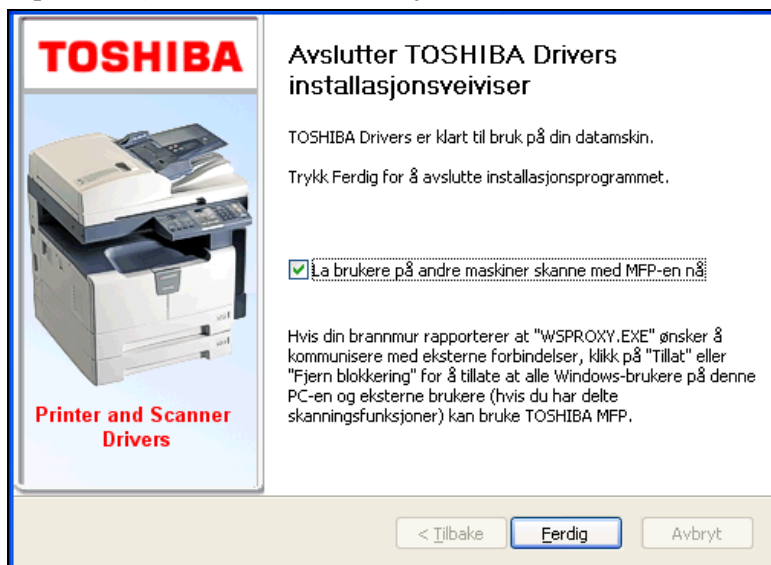 TOSHIBA
Printer and Scanner
Drivers
Avslutter TOSHIBA Drivers
installasjonsveiviser
TOSHIBA Drivers er klart til bruk på din datamskin.
Trykk Ferdig for å avslutte installasjonsprogrammet.
La brukere på andre maskiner skanne med MFP-en nå
Hvis din brannmur rapporterer at "WSPROXY.EXE" ønsker å
kommunisere med eksterne forbindelser, klikk på "Tillat" eller
"Fjern blokkering" for å tillate at alle Windows-brukere på denne
PC-en og eksterne brukere (hvis du har delte
skanningsfunksjoner) kan bruke TOSHIBA MFP.
< Tilbake
Ferdig
Avbryt